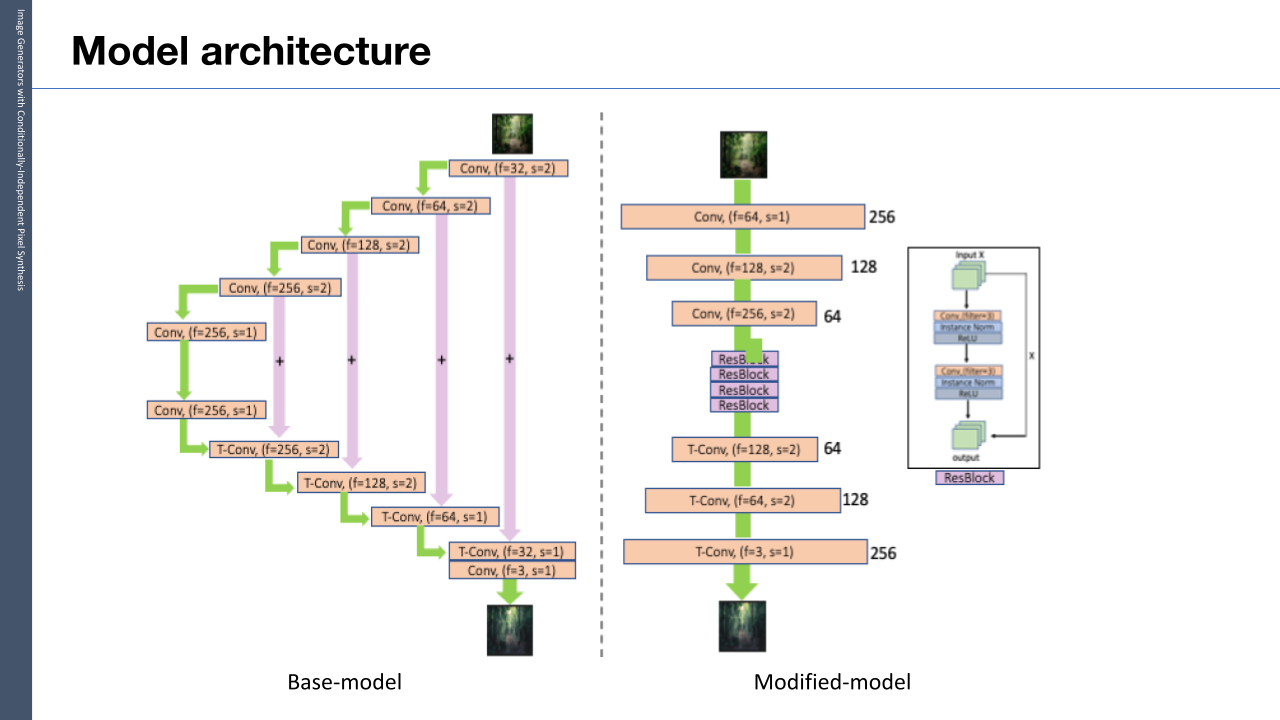 Image Generators with Conditionally-Independent Pixel Synthesis
Model architecture
Conv, (f=32, s=2)
Conv, (f=64, s=2)
Conv, (f=128, s=2)
Conv, (f=256, s=2)
Conv, (f=256, s=1)
+
+
+
+
Conv, (f=256, s=1)
T-Conv, (f=256, s=2)
T-Conv, (f=128, s=2)
T-Conv, (f=64, s=1)
T-Conv, (f=32, s=1)
Conv, (f=3, s=1)
Base-model
Conv, (f=64, s=1)
256
Conv, (f=128, s=2)
128
Conv, (f=256, s=2)
64
ResBlock
ResBlock
ResBlock
ResBlock
T-Conv, (f=128, s=2)
64
T-Conv, (f=64, s=2)
128
T-Conv, (f=3, s=1)
256
Modified-model
Input X
Conv,(filter=3)
Instance Norm
ReLU
X
Conv,(filter=3)
Instance Norm
ReLU
output
ResBlock